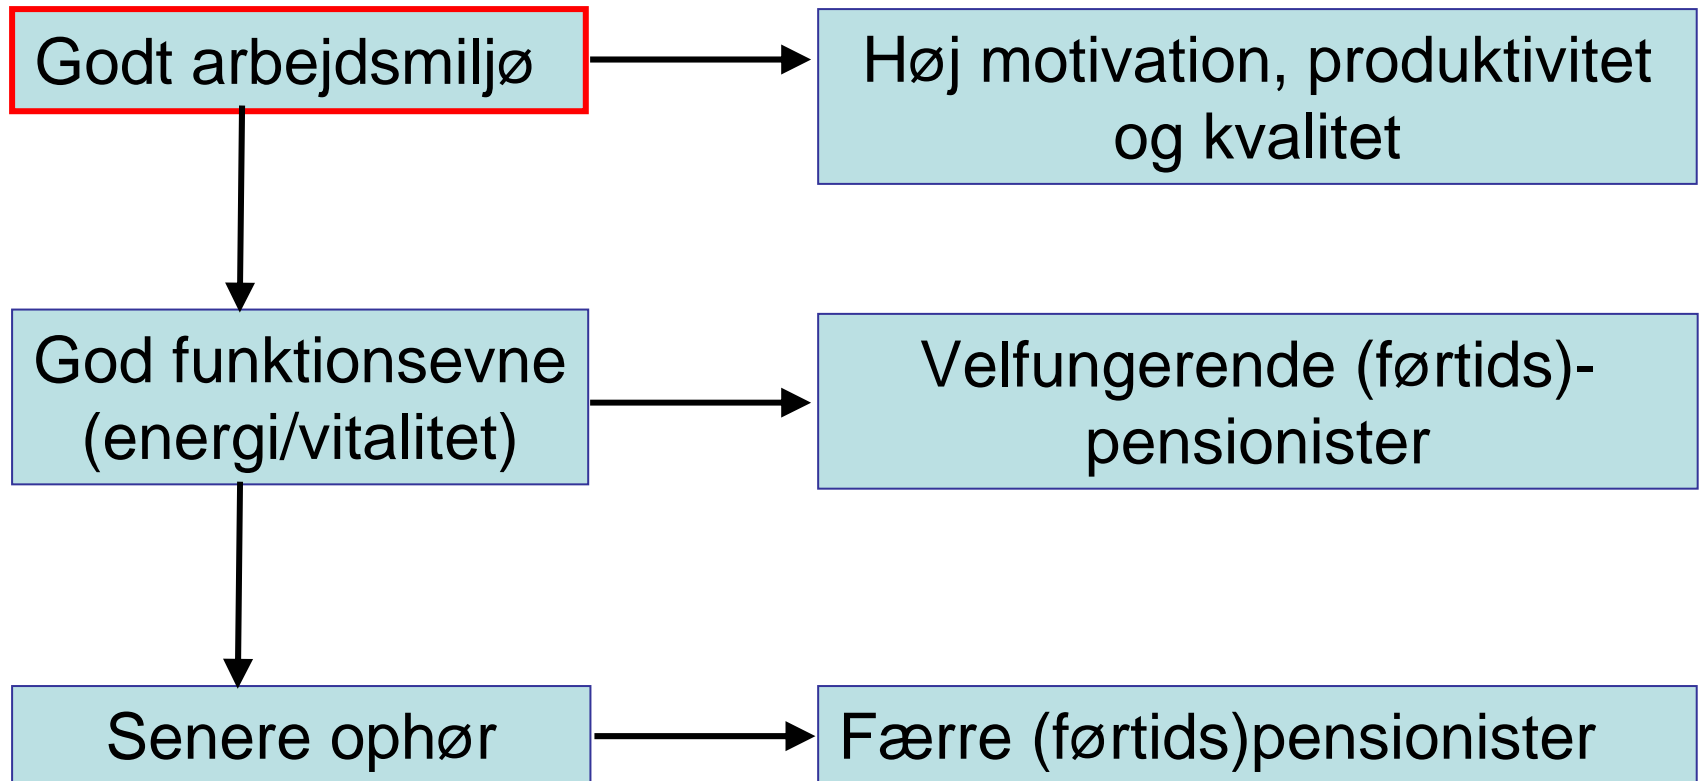 Godt arbejdsmiljø
Høj motivation, produktivitet
og kvalitet
God funktionsevne
(energi/vitalitet)
Velfungerende (førtids)-
pensionister
Senere ophør
Færre (førtids)pensionister